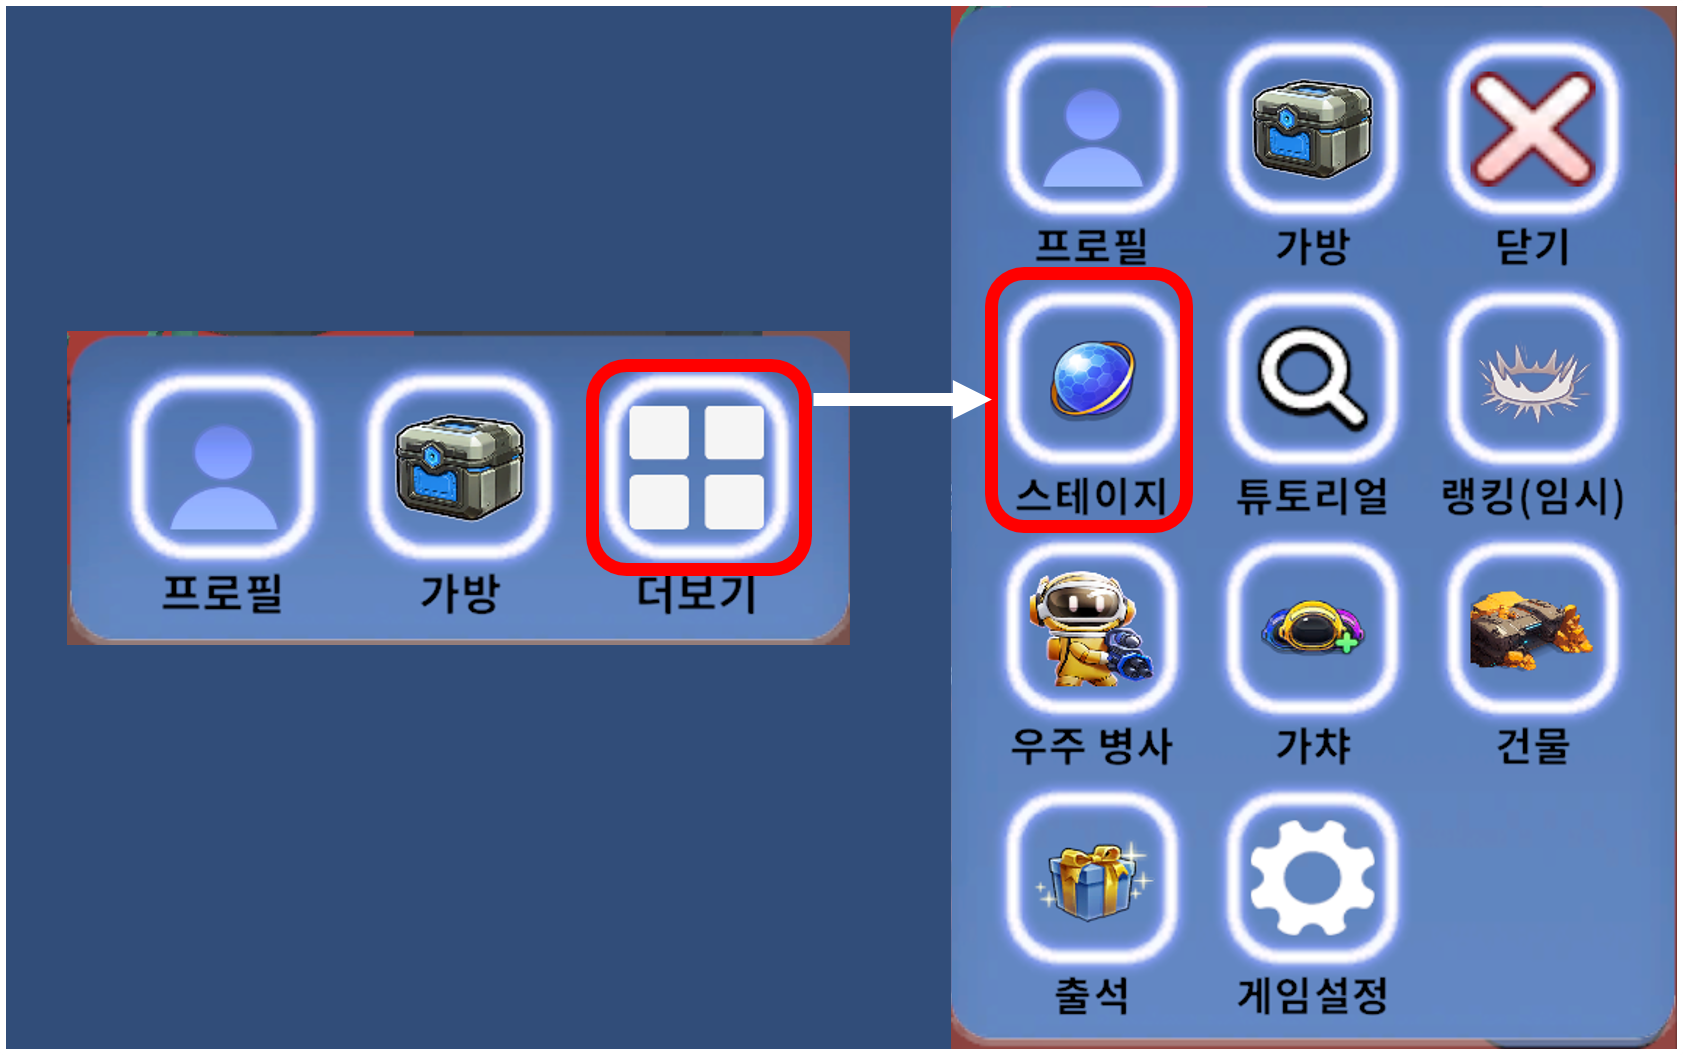 프로필
가방
더보기
프로필
가방
닫기
스테이지
튜토리얼
랭킹(임시)
우주 병사
가챠
건물
출석
게임설정